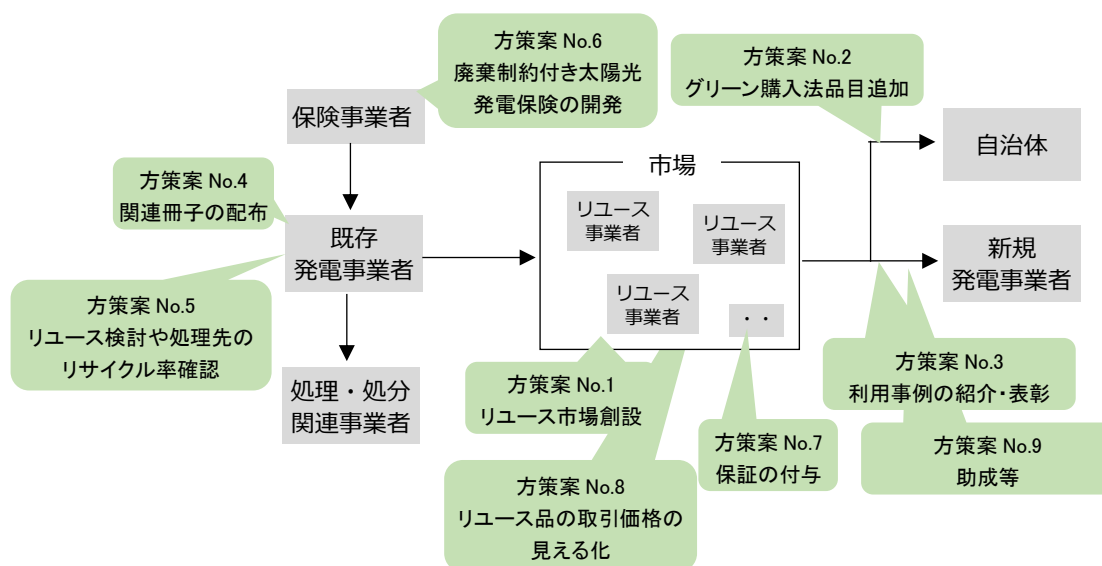 方策案 No.6
廃棄制約付き太陽光
発電保険の開発
方策案 No.2
グリーン購入法品目追加
保険事業者
自治体
市場
方策案 No.4
関連冊子の配布
リユース
事業者
リユース
事業者
既存
発電事業者
新規
発電事業者
リユース
事業者
・・
方策案 No.5
リユース検討や処理先の
リサイクル率確認
方策案 No.3
利用事例の紹介・表彰
方策案 No.1
リユース市場創設
処理・処分
関連事業者
方策案 No.7
保証の付与
方策案 No.9
助成等
方策案 No.8
リユース品の取引価格の
見える化